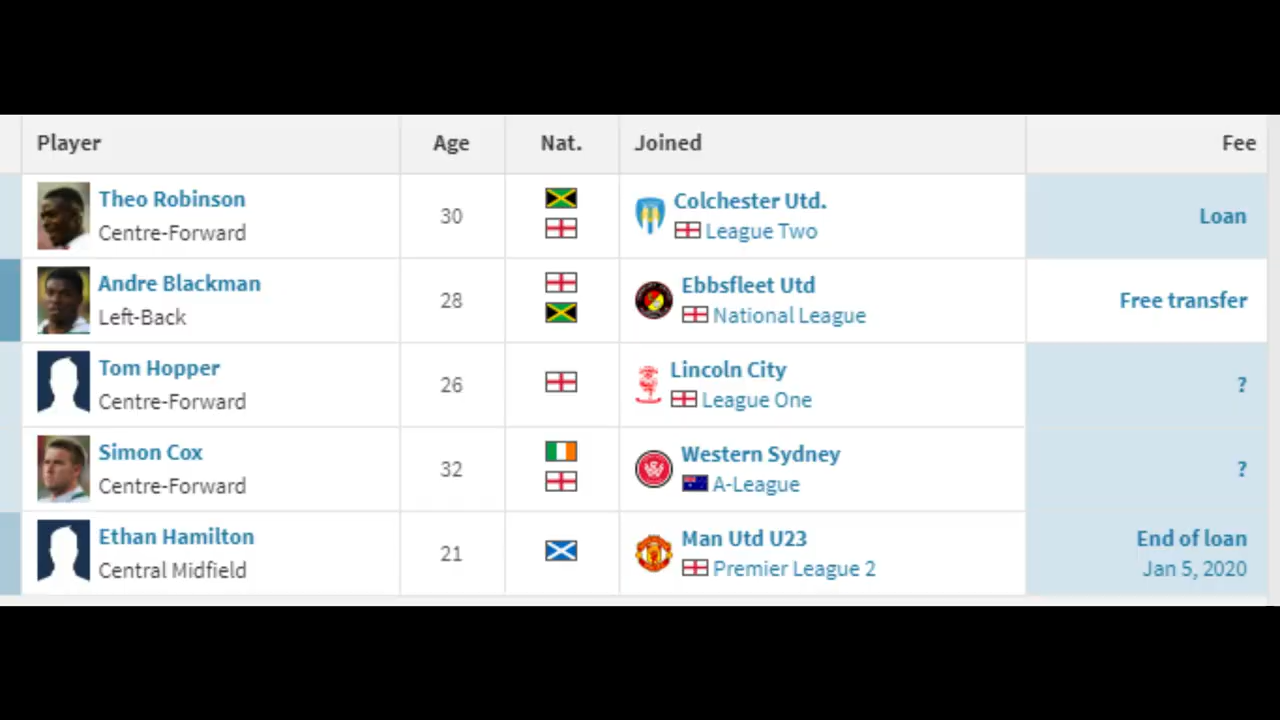 Player Age Nat. Joined Fee
Theo Robinson
Centre-Forward
30
Colchester Utd.
League Two
Loan
Andre Blackman
Left-Back
28
Ebbsfleet Utd
National League
Free transfer
Tom Hopper
Centre-Forward
26
Lincoln City
League One
?
Simon Cox
Centre-Forward
32
Western Sydney
A-League
?
Ethan Hamilton
Central Midfield
21
Man Utd U23
Premier League 2
End of loan
Jan 5, 2020